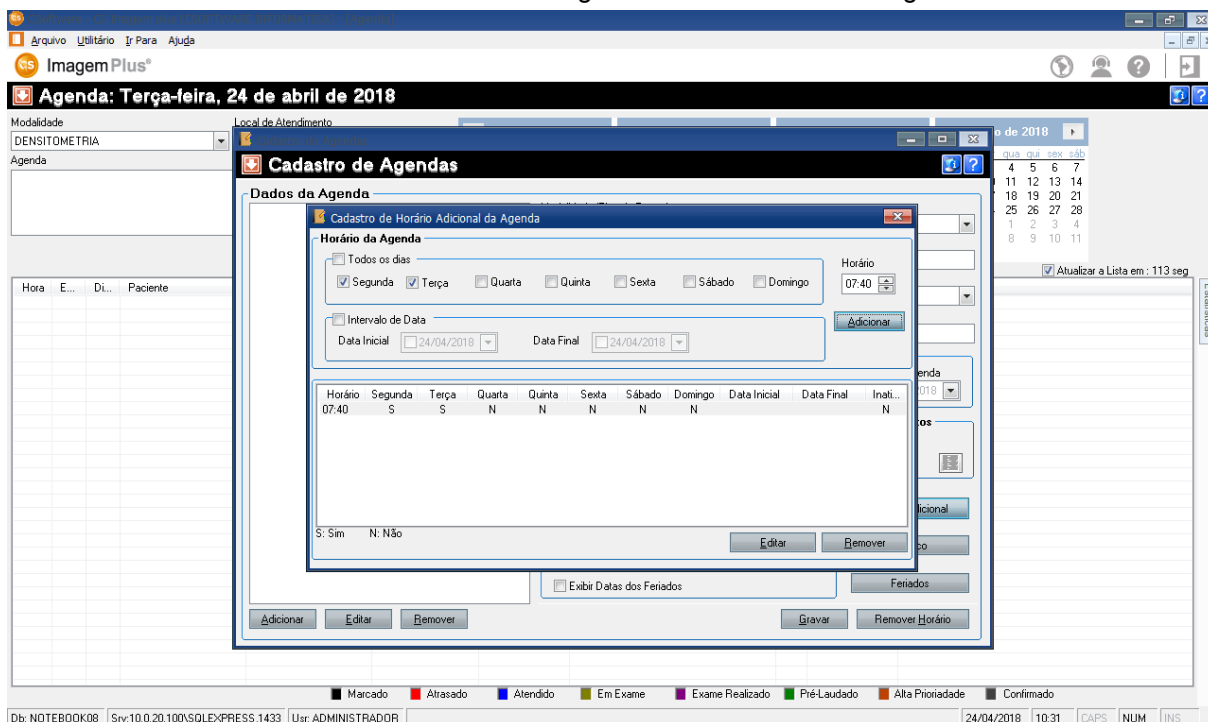 Arquivo Utilitário Ir Para Ajuda
ImagemPlus®
Agenda: Terça-feira, 24 de abril de 2018
Modalidade
Local de Atendimento
DENSITOMETRIA
Agenda
o de 2018
qua qui sex sáb
4 5 6 7
11 12 13 14
18 19 20 21
25 26 27 28
1 2 3 4
8 9 10 11
Atualizar a Lista em : 113 seg
Hora E... Di... Paciente
Cadastro de Agendas
Dados da Agenda
Cadastro de Horário Adicional da Agenda
Horário da Agenda
Todos os dias
Segunda Terça Quarta Quinta Sexta Sábado Domingo
Horário
07:40
Adicionar
Intervalo de Data
Data Inicial 24/04/2018 Data Final 24/04/2018
Horário Segunda Terça Quarta Quinta Sexta Sábado Domingo Data Inicial Data Final Inati...
07:40 S S N N N N N N
S: Sim N: Não
Editar Remover
enda
2018
tos
dicional
co
Exibir Datas dos Feriados
Feriados
Adicionar Editar Remover
Gravar Remover Horário
Marcado Atrasado Atendido Em Exame Exame Realizado Pré-Laudado Alta Prioriadade Confirmado
Db: NOTEBOOK08 Srv:10.0.20.100\SQLEXPRESS,1433 Usr: ADMINISTRADOR 24/04/2018 10:31 CAPS NUM INS